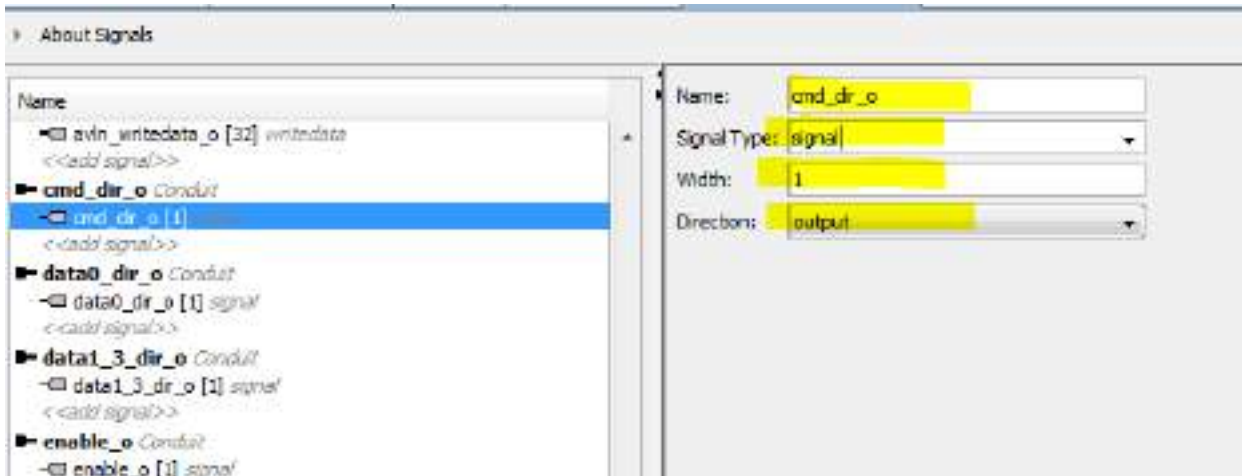 About Signals
Name
avln_writedata_o [32] writedata
<<add signal>>
cmd_dir_o Conduit
cmd_dir_o [1]
<<add signal>>
data0_dir_o Conduit
data0_dir_o [1] signal
<<add signal>>
data1_3_dir_o Conduit
data1_3_dir_o [1] signal
<<add signal>>
enable_o Conduit
enable_o [1] signal
Name: cmd_dir_o
Signal Type: signal
Width: 1
Direction: output